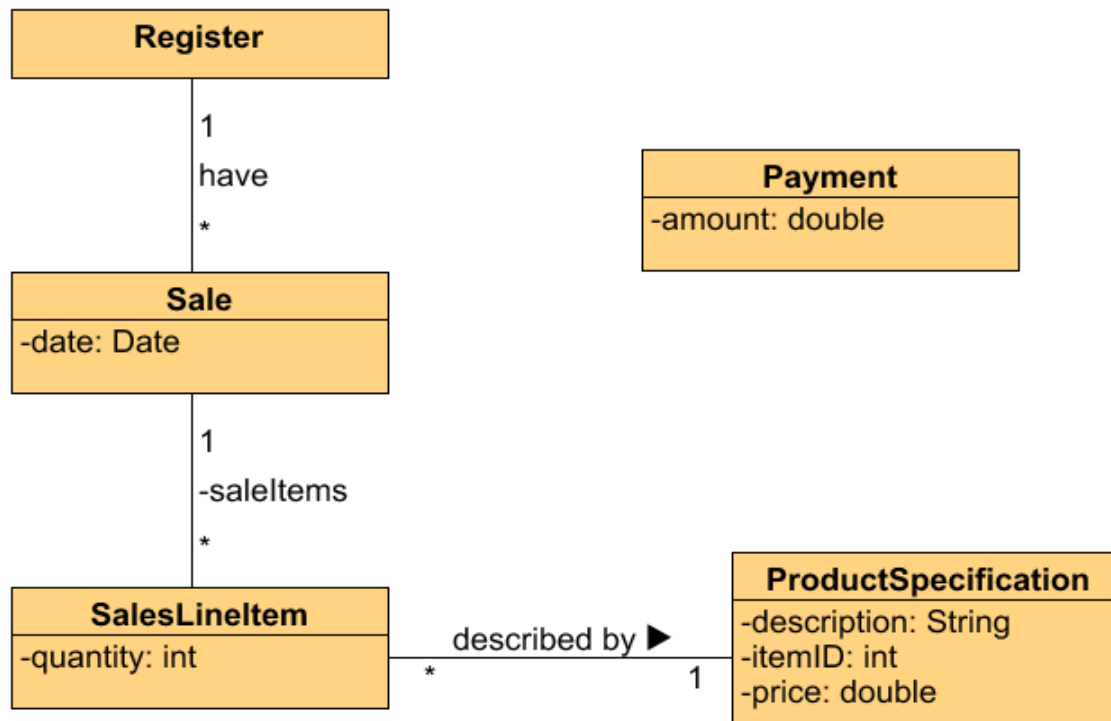 Register
1
have
*
Payment
-amount: double
Sale
-date: Date
1
-saleItems
*
SalesLineItem
-quantity: int
described by ▶
*
1
ProductSpecification
-description: String
-itemID: int
-price: double